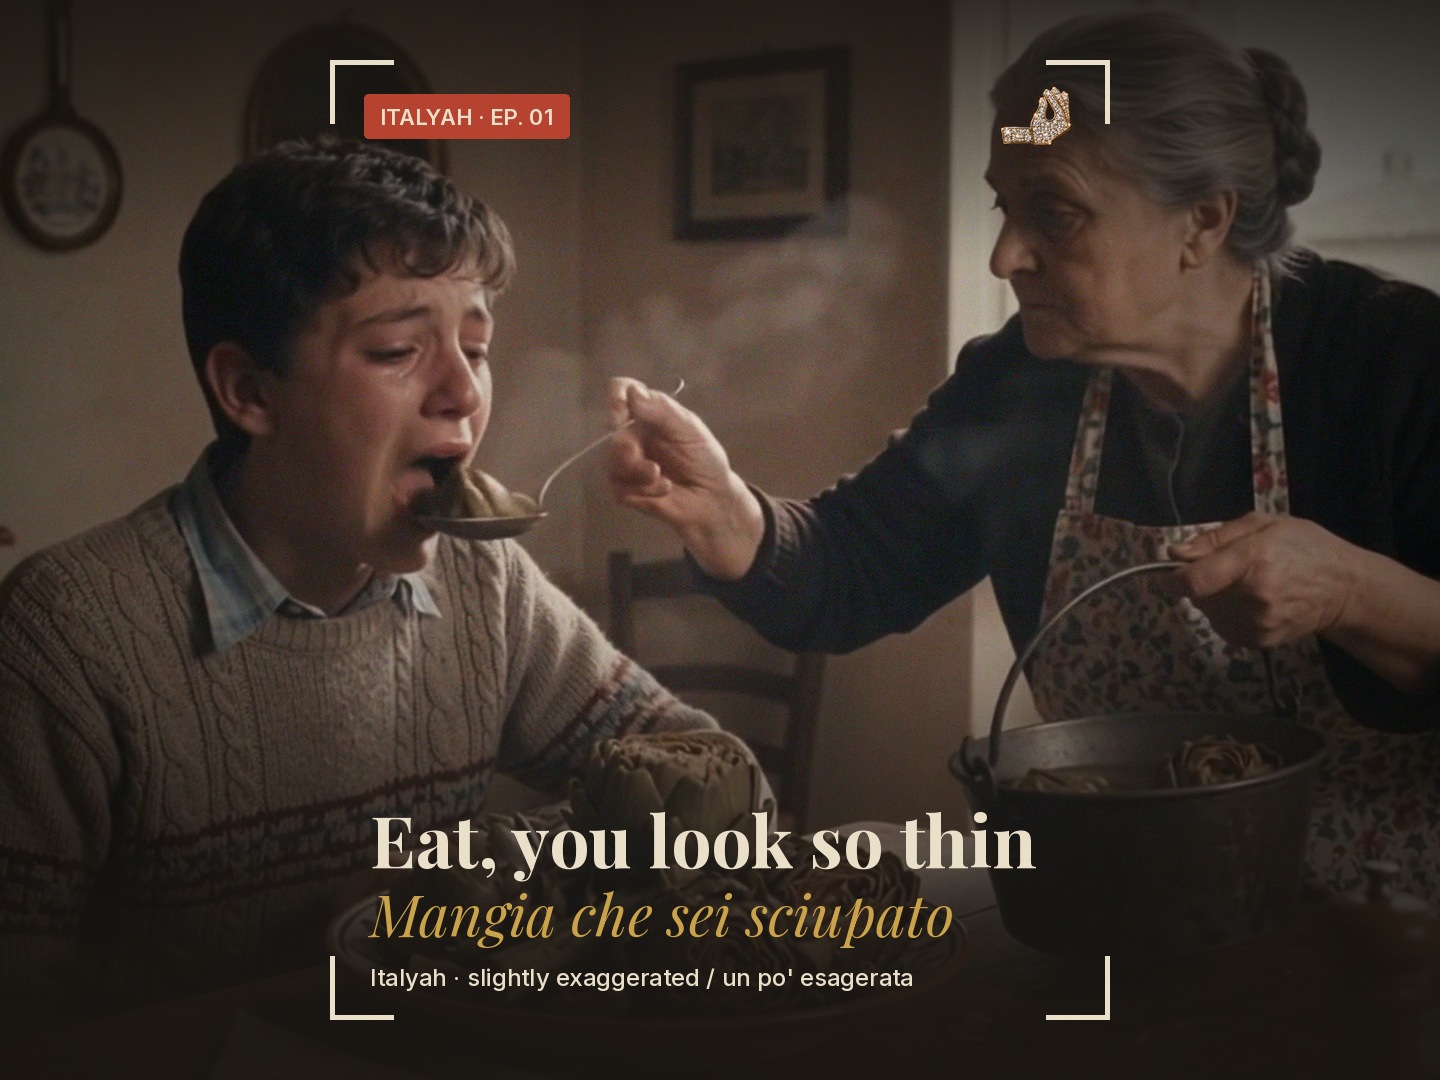 ITALYAH · EP. 01
Eat, you look so thin
Mangia che sei sciupato
Italyah · slightly exaggerated / un po' esagerata